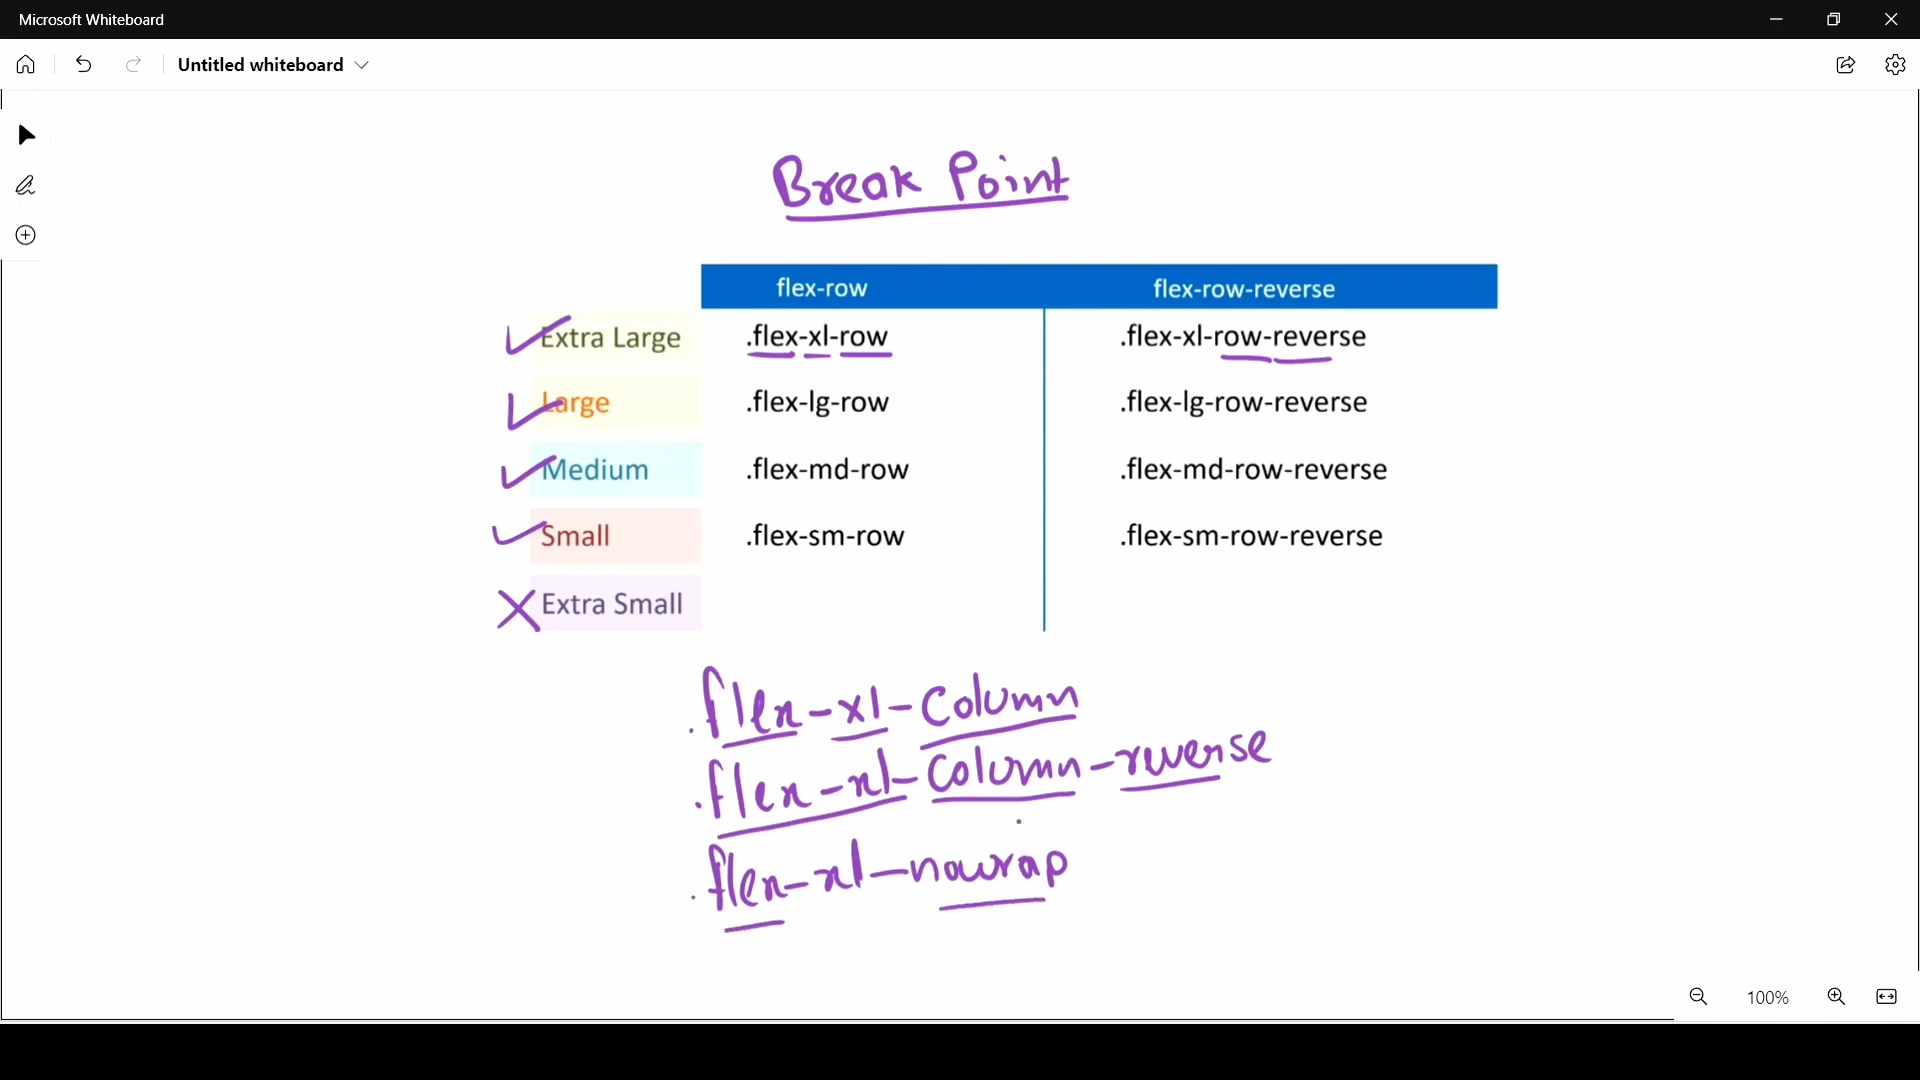 Microsoft Whiteboard
Untitled whiteboard
Break Point
flex-row flex-row-reverse
Extra Large .flex-xl-row .flex-xl-row-reverse
Large .flex-lg-row .flex-lg-row-reverse
Medium .flex-md-row .flex-md-row-reverse
Small .flex-sm-row .flex-sm-row-reverse
Extra Small
.flex-xl-column
.flex-xl-column-reverse
.flex-xl-nowrap
100%